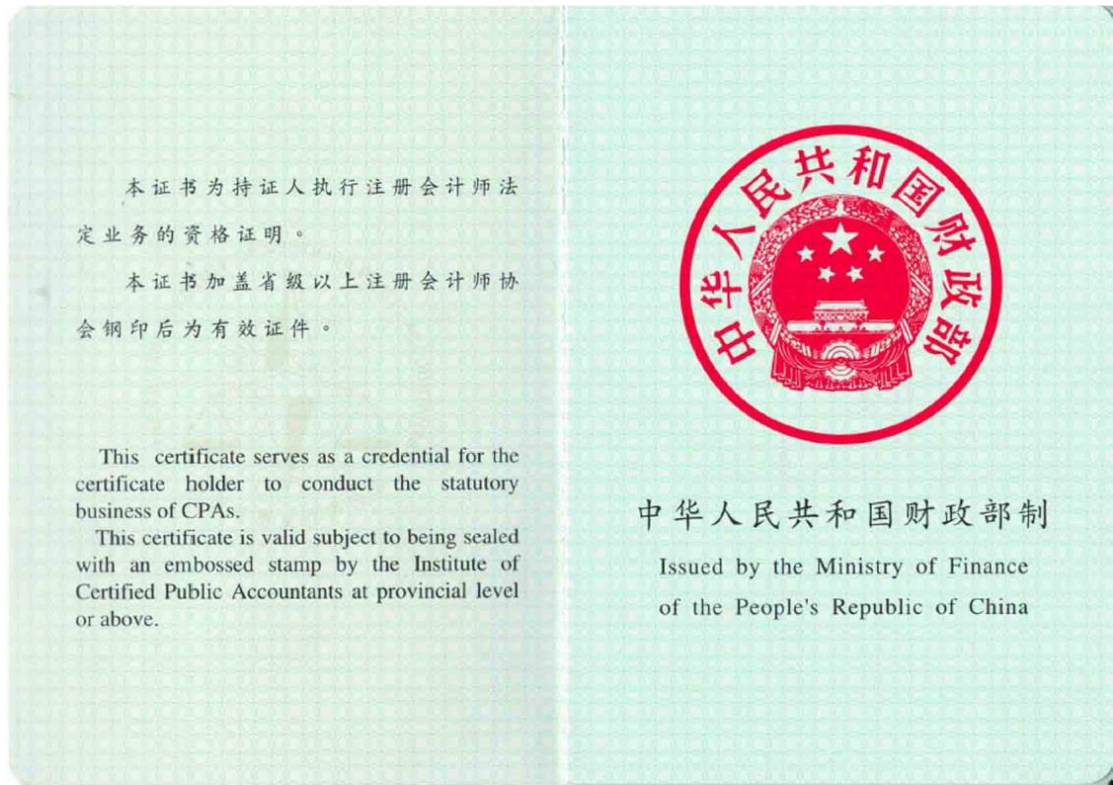 本证书为持证人执行注册会计师法
定业务的资格证明。
本证书加盖省级以上注册会计师协
会钢印后为有效证件。
This certificate serves as a credential for the
certificate holder to conduct the statutory
business of CPAs.
This certificate is valid subject to being sealed
with an embossed stamp by the Institute of
Certified Public Accountants at provincial level
or above.
中华人民共和国财政部
中华人民共和国财政部制
Issued by the Ministry of Finance
of the People's Republic of China